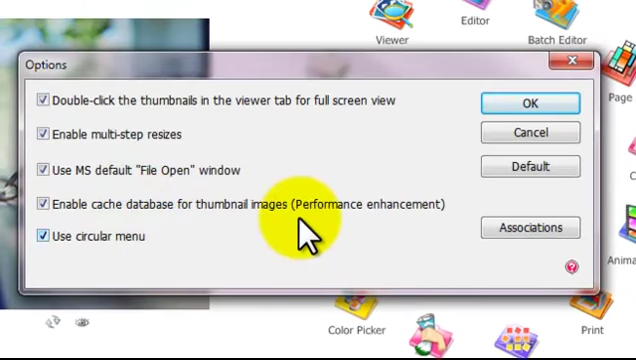 Viewer
Editor
Batch Editor
Options
Double-click the thumbnails in the viewer tab for full screen view
OK
Page
Enable multi-step resizes
Cancel
Use MS default "File Open" window
Default
Enable cache database for thumbnail images (Performance enhancement)
Use circular menu
Associations
Color Picker
Print